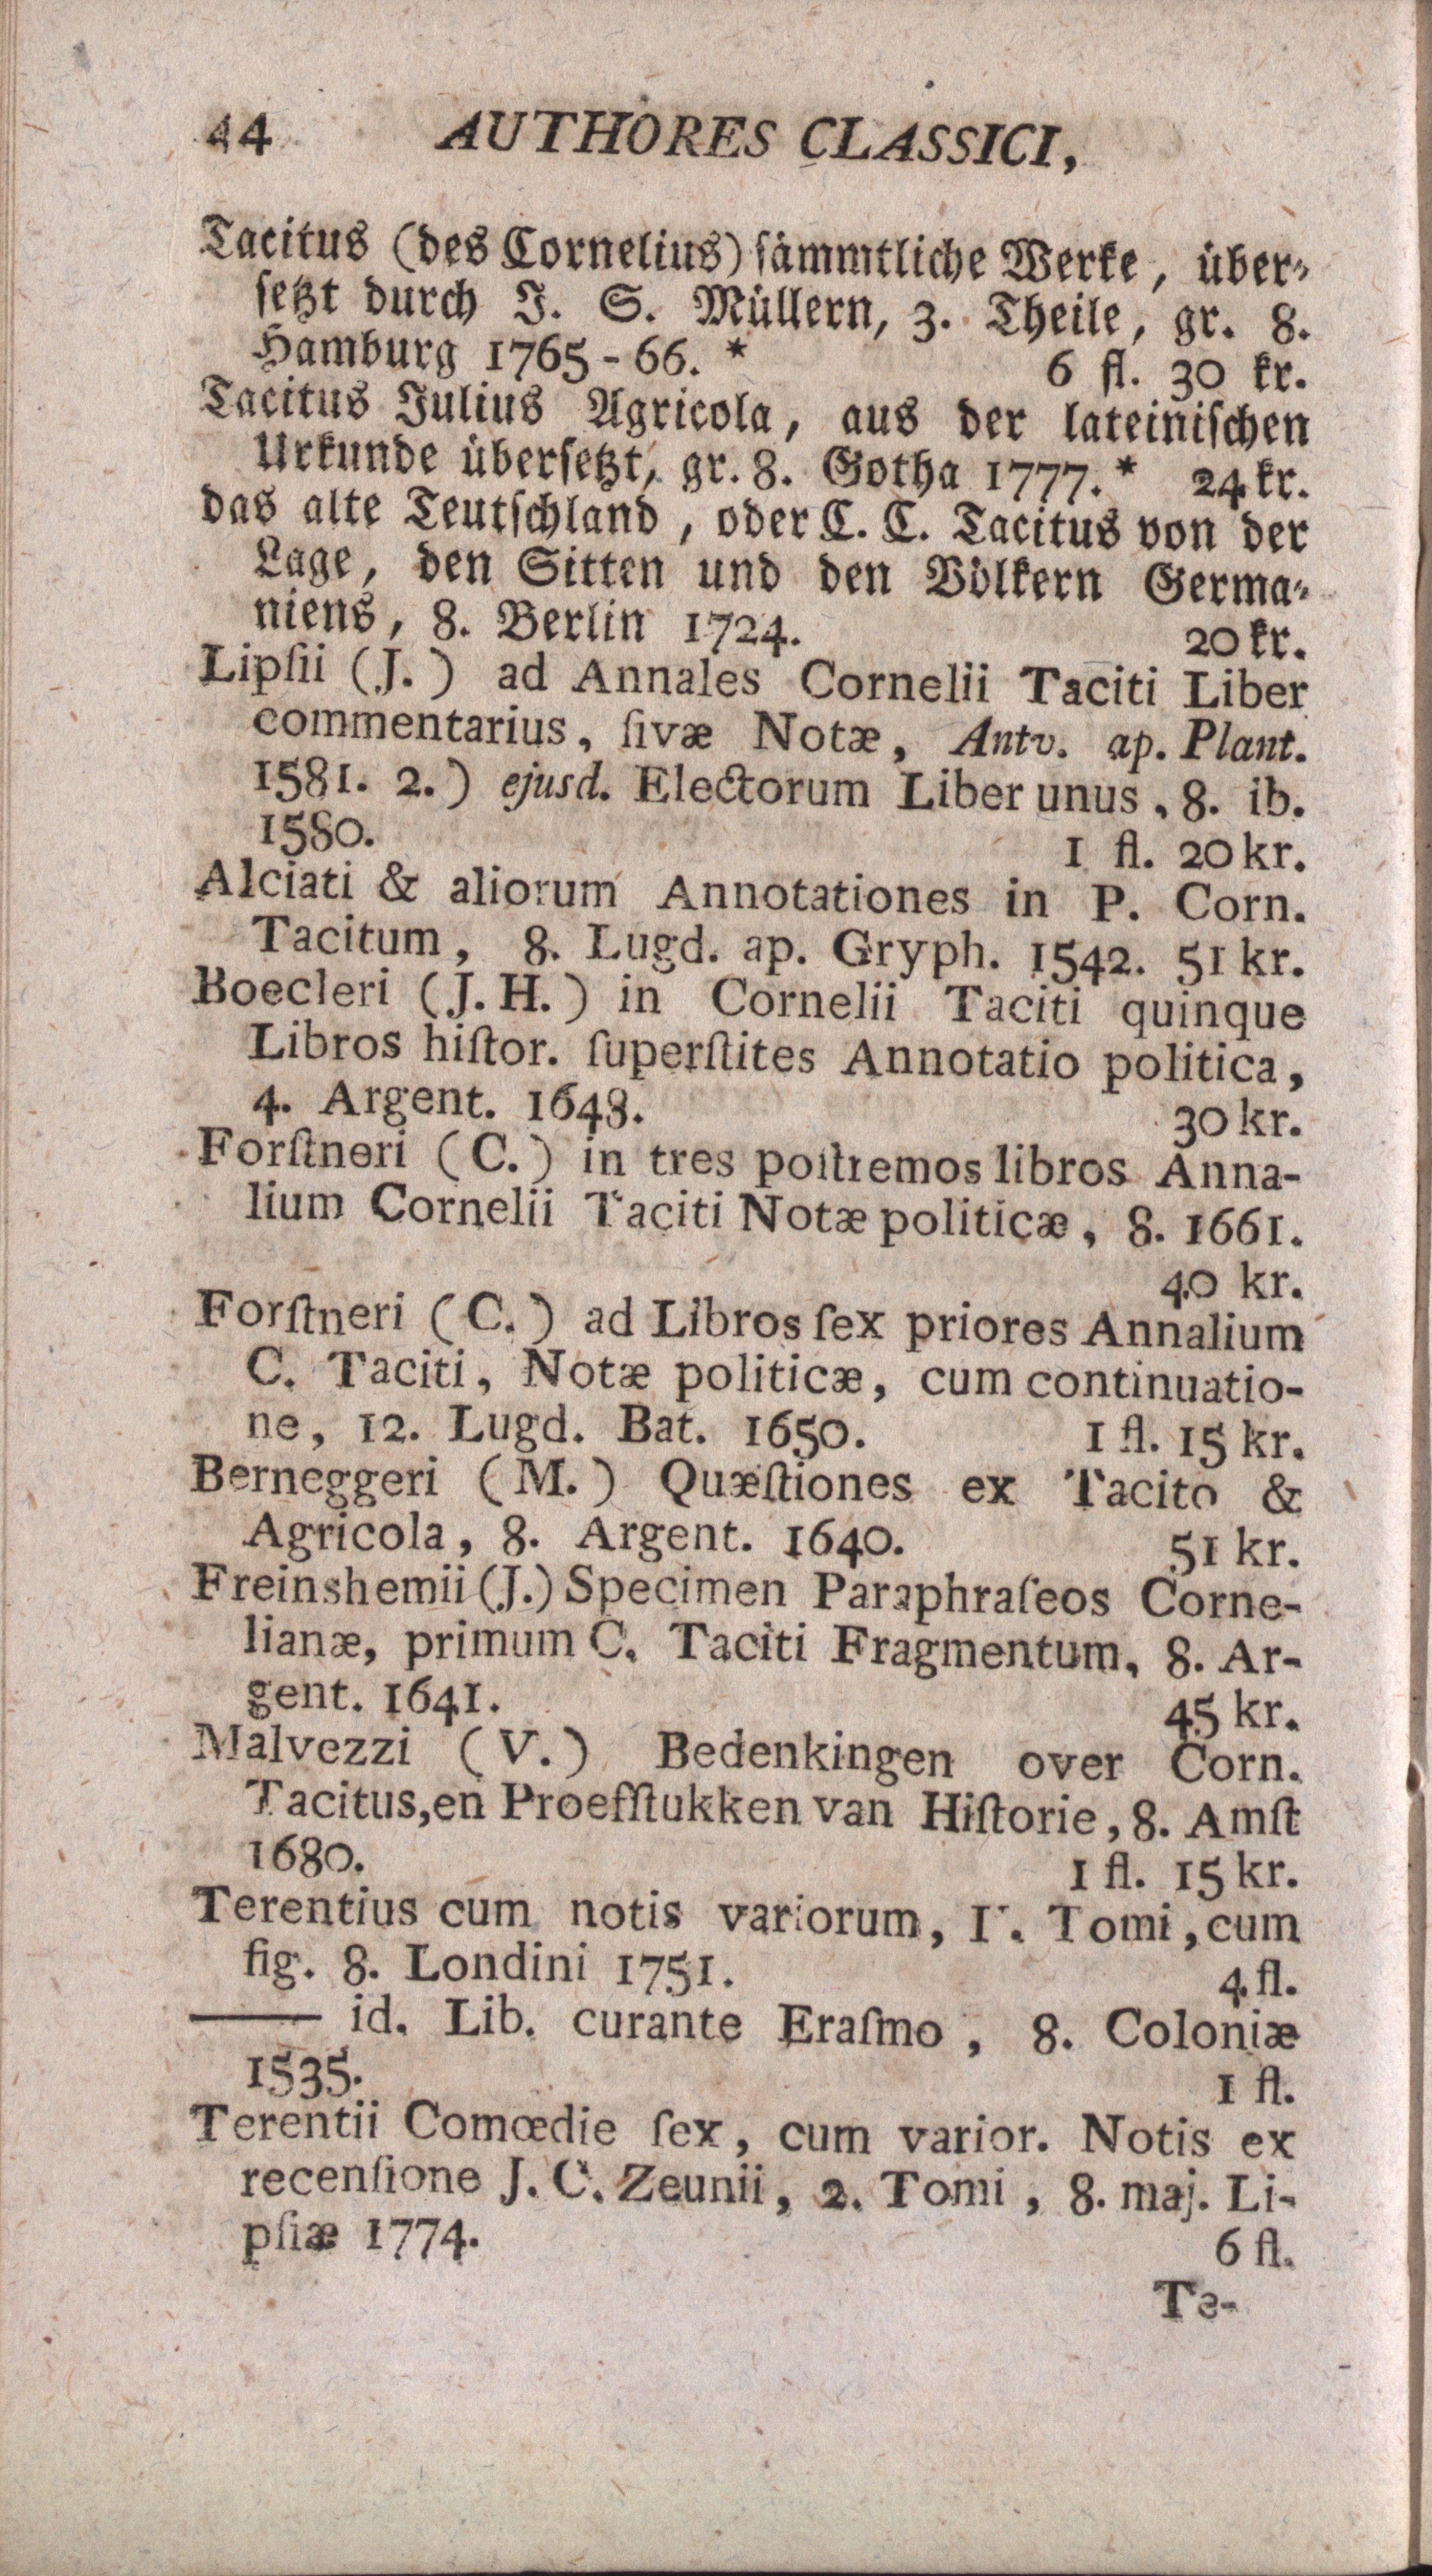 44 AUTHORES CLASSICI,
Tacitus (des Cornelius) ſämmtliche Werke, über-
ſetzt durch J. S. Müllern, 3. Theile, gr. 8.
Hamburg 1765-66. * 6 fl. 30 kr.
Tacitus Julius Agricola, aus der lateiniſchen
Urkunde überſetzt, gr. 8. Gotha 1777. * 24 kr.
das alte Teutſchland, oder C. C. Tacitus von der
Lage, den Sitten und den Völkern Germa-
niens, 8. Berlin 1724. 20 kr.
Lipſii (J.) ad Annales Cornelii Taciti Liber
commentarius, ſivæ Notæ, Antv. ap. Plant.
1581. 2.) ejusd. Electorum Liber unus, 8. ib.
1580. 1 fl. 20 kr.
Alciati & aliorum Annotationes in P. Corn.
Tacitum, 8. Lugd. ap. Gryph. 1542. 51 kr.
Boecleri (J. H.) in Cornelii Taciti quinque
Libros hiſtor. ſuperſtites Annotatio politica,
4. Argent. 1648. 30 kr.
Forſtneri (C.) in tres poſtremos libros Anna-
lium Cornelii Taciti Notæ politicæ, 8. 1661.
40 kr.
Forſtneri (C.) ad Libros ſex priores Annalium
C. Taciti, Notæ politicæ, cum continuatio-
ne, 12. Lugd. Bat. 1650. 1 fl. 15 kr.
Berneggeri (M.) Quæſtiones ex Tacito &
Agricola, 8. Argent. 1640. 51 kr.
Freinshemii (J.) Specimen Paraphraſeos Corne-
lianæ, primum C. Taciti Fragmentum, 8. Ar-
gent. 1641. 45 kr.
Malvezzi (V.) Bedenkingen over Corn.
Tacitus, en Proefſtukken van Hiſtorie, 8. Amſt
1680. 1 fl. 15 kr.
Terentius cum notis variorum, Tomi, cum
fig. 8. Londini 1751. 4 fl.
——— id. Lib. curante Eraſmo, 8. Coloniæ
1535. 1 fl.
Terentii Comœdie ſex, cum varior. Notis ex
recenſione J. C. Zeunii, 2. Tomi, 8. maj. Li-
pſiæ 1774. 6 fl.
Te-